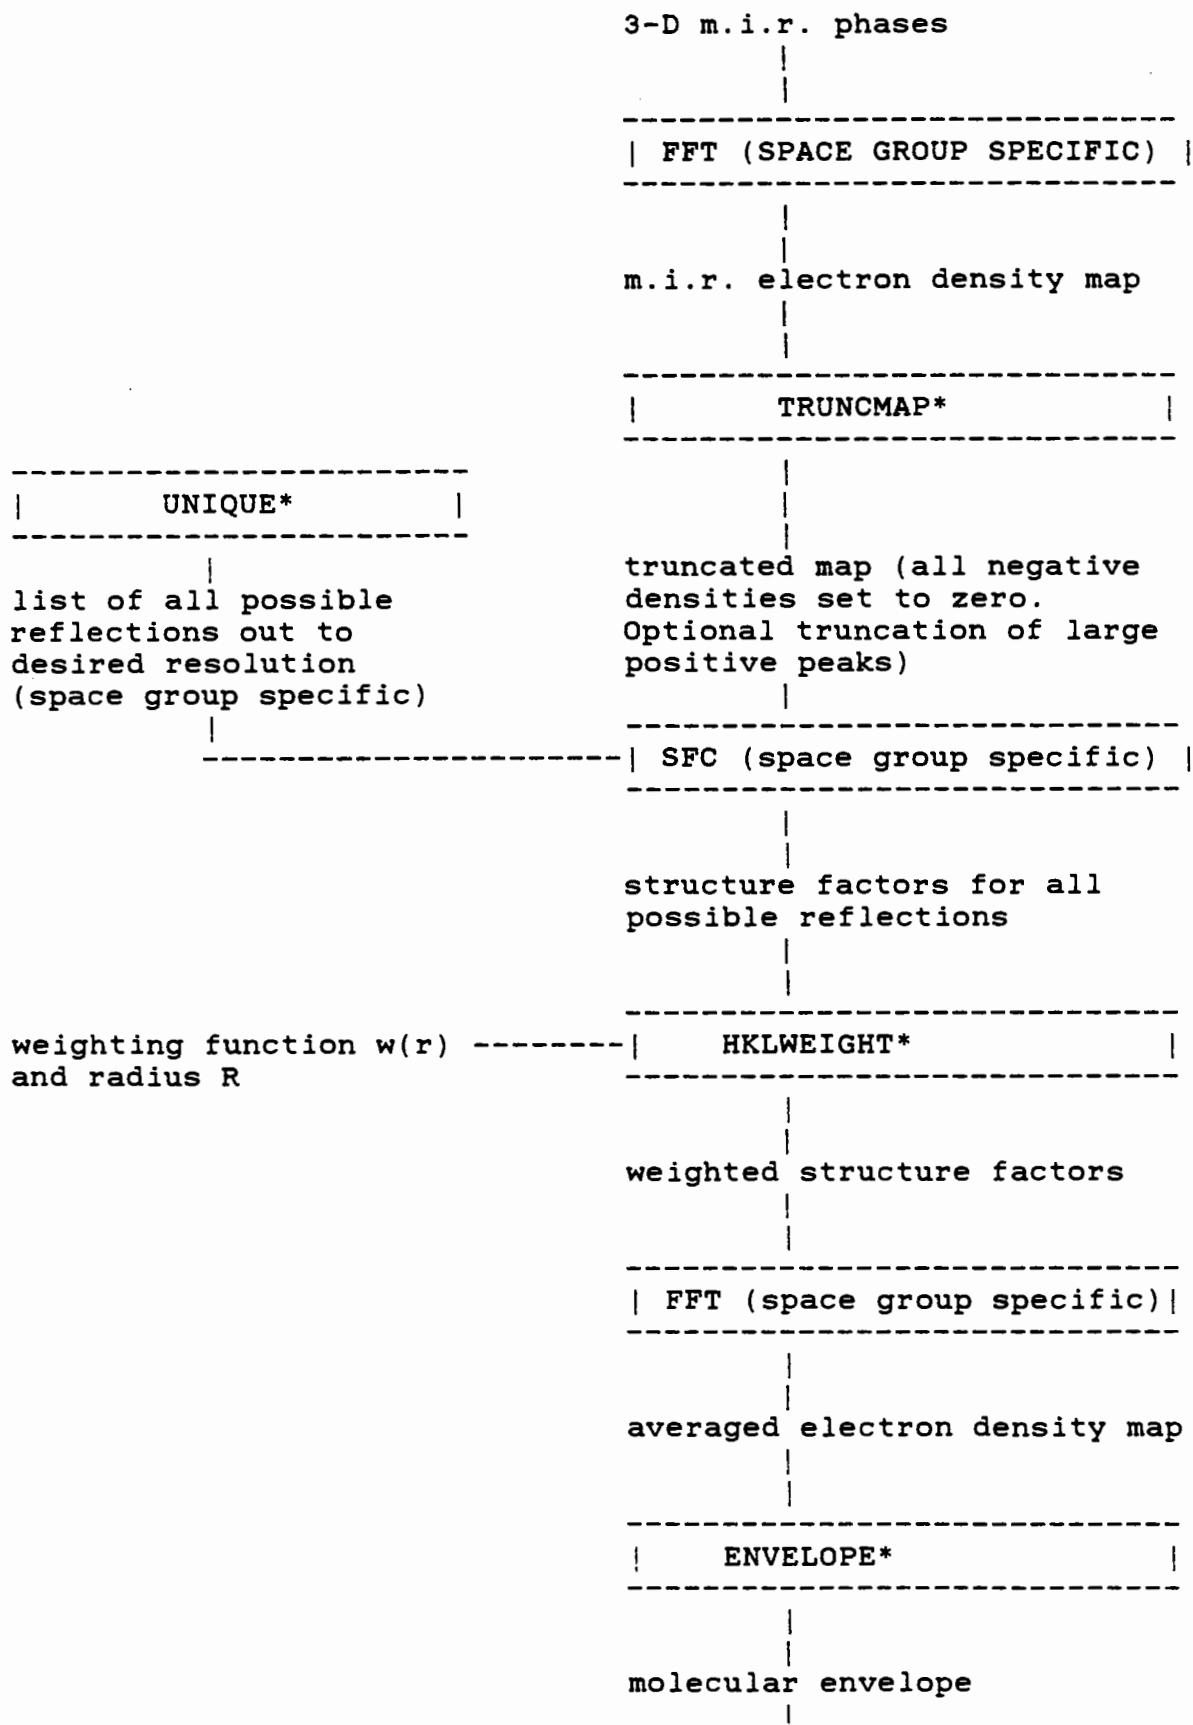 3-D m.i.r. phases
FFT (SPACE GROUP SPECIFIC)
m.i.r. electron density map
TRUNCMAP*
UNIQUE*
truncated map (all negative
densities set to zero.
Optional truncation of large
positive peaks)
list of all possible
reflections out to
desired resolution
(space group specific)
SFC (space group specific)
structure factors for all
possible reflections
weighting function w(r)
and radius R
HKLWEIGHT*
weighted structure factors
FFT (space group specific)
averaged electron density map
ENVELOPE*
molecular envelope